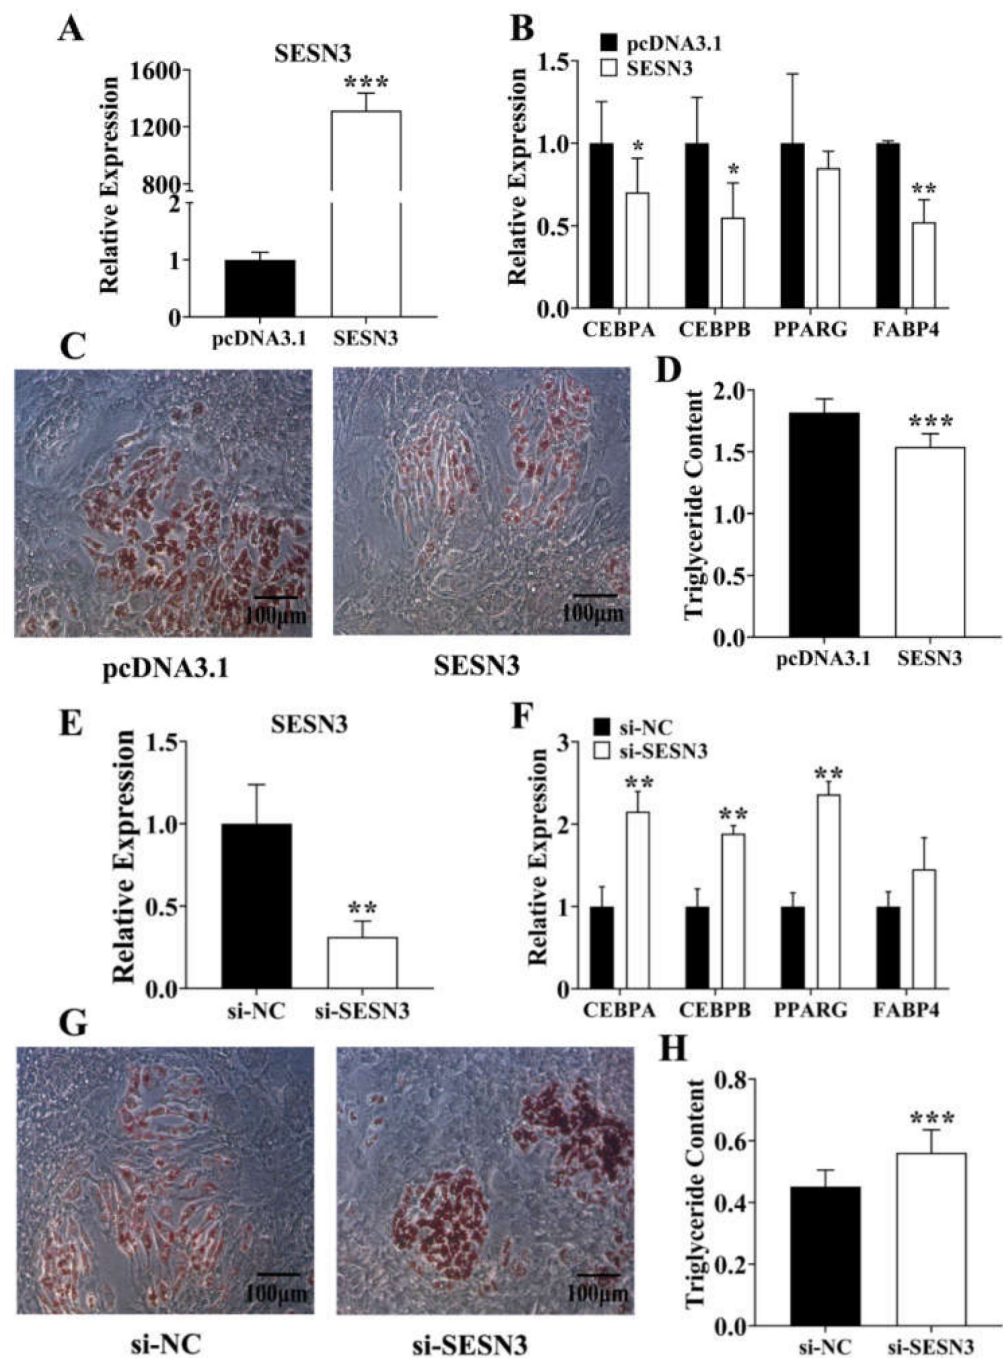 A
SESN3
Relative Expression
1600
***
1200
800
2
1
0
pcDNA3.1
SESN3
B
pcDNA3.1
SESN3
Relative Expression
1.5
1.0
0.5
0.0
*
*
**
CEBPA
CEBPB
PPARG
FABP4
C
100μm
100μm
pcDNA3.1
SESN3
D
Triglyceride Content
2.0
1.5
1.0
0.5
0.0
***
pcDNA3.1
SESN3
E
SESN3
Relative Expression
1.5
1.0
0.5
0.0
**
si-NC
si-SESN3
F
si-NC
si-SESN3
Relative Expression
3
2
1
0
**
**
**
CEBPA
CEBPB
PPARG
FABP4
G
100μm
100μm
si-NC
si-SESN3
H
Triglyceride Content
0.8
0.6
0.4
0.2
0.0
***
si-NC
si-SESN3